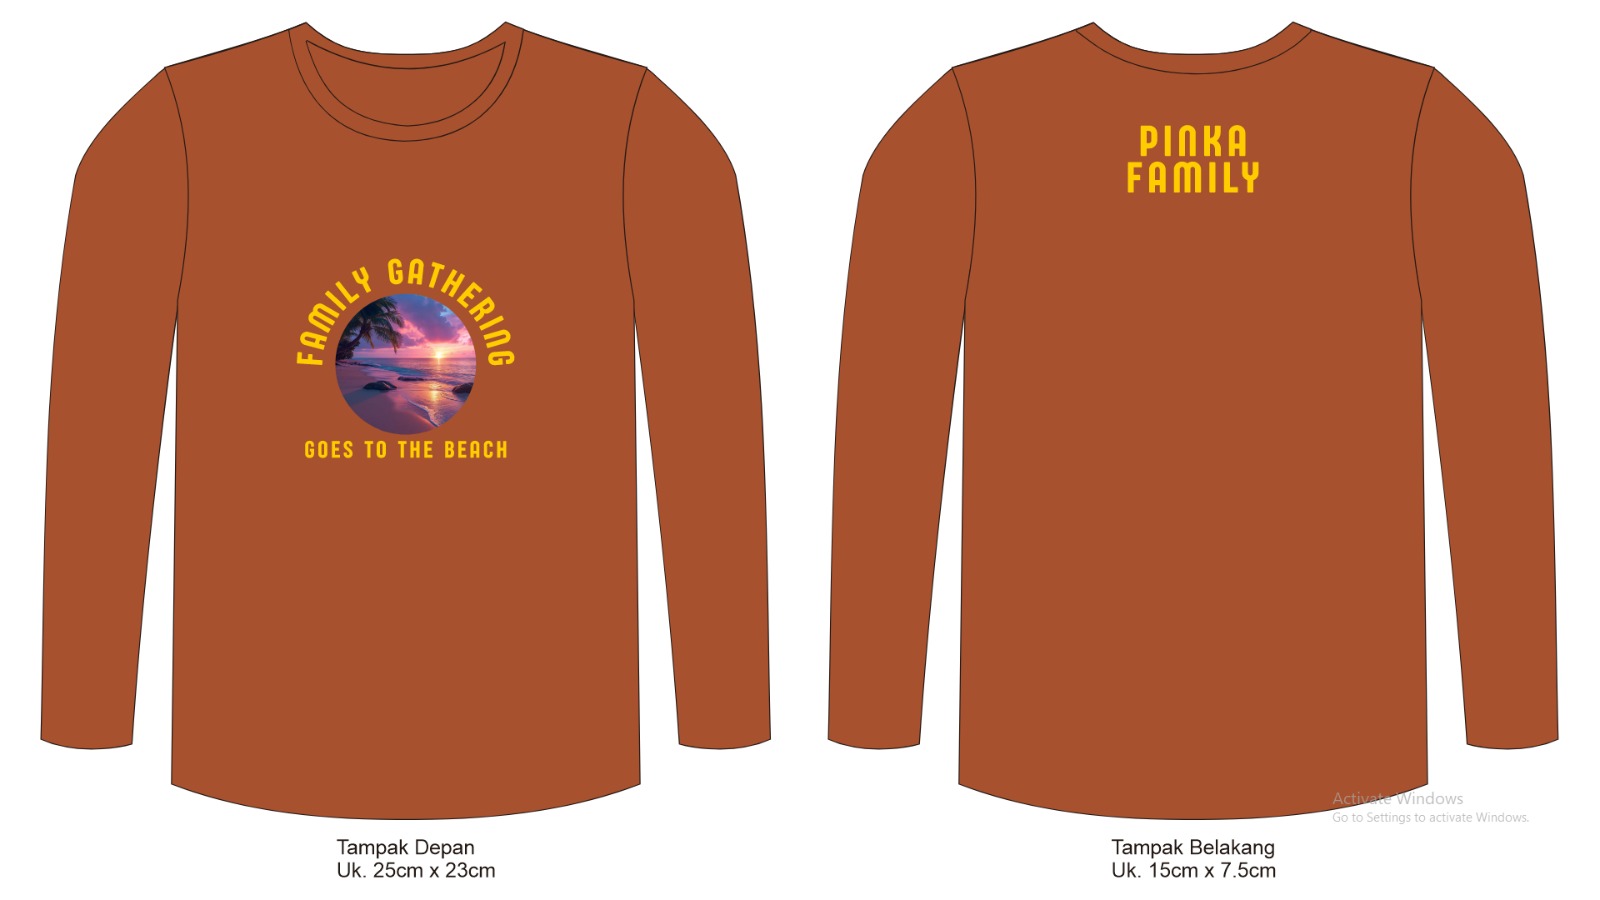 FAMILY GATHERING
GOES TO THE BEACH
Tampak Depan
Uk. 25cm x 23cm
PINKA
FAMILY
Activate Windows
Go to Settings to activate Windows.
Tampak Belakang
Uk. 15cm x 7.5cm